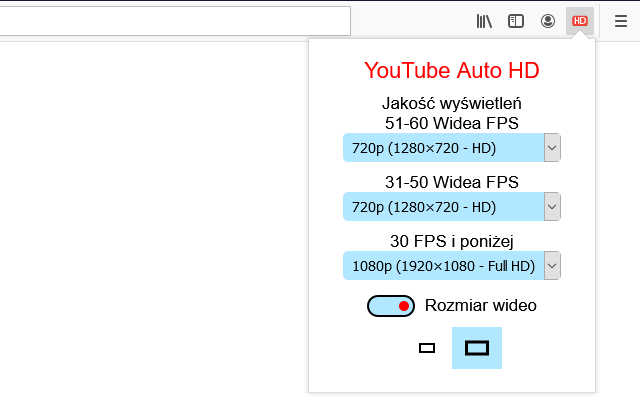 HD
YouTube Auto HD
Jakość wyświetleń
51-60 Widea FPS
720p (1280×720 - HD)
31-50 Widea FPS
720p (1280×720 - HD)
30 FPS i poniżej
1080p (1920×1080 - Full HD)
Rozmiar wideo